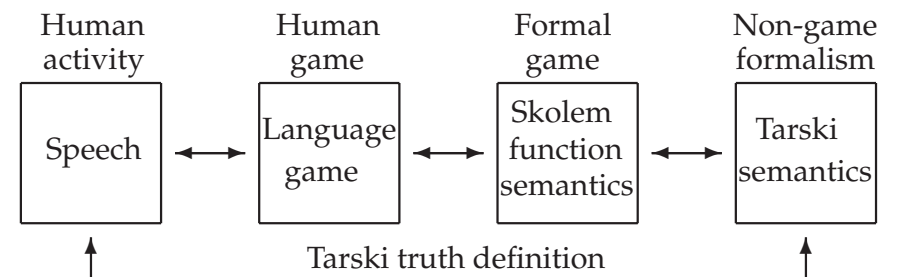 Human
activity
Human
game
Formal
game
Non-game
formalism
Speech
Language
game
Skolem
function
semantics
Tarski
semantics
Tarski truth definition